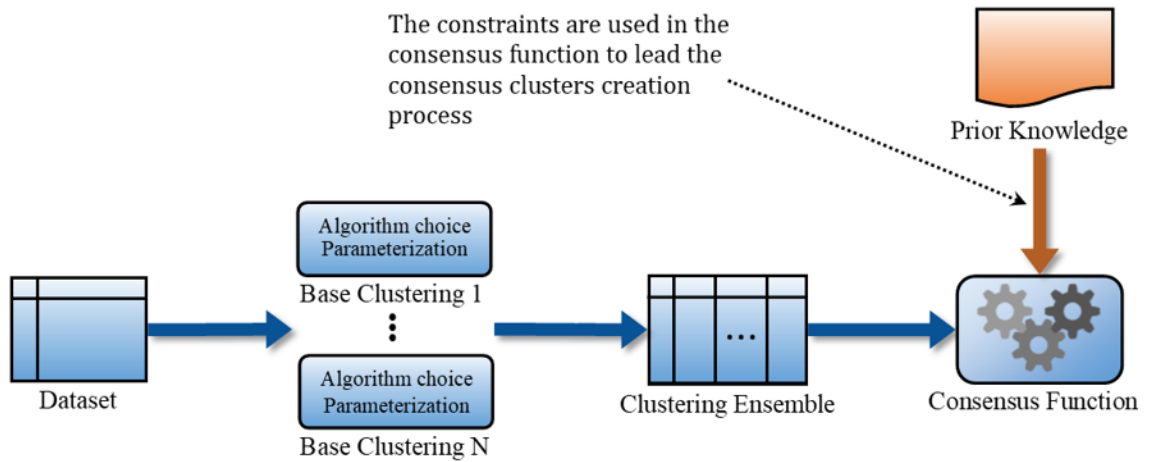 The constraints are used in the
consensus function to lead the
consensus clusters creation
process
Prior Knowledge
Algorithm choice
Parameterization
Base Clustering 1
Algorithm choice
Parameterization
Base Clustering N
Dataset
Clustering Ensemble
Consensus Function